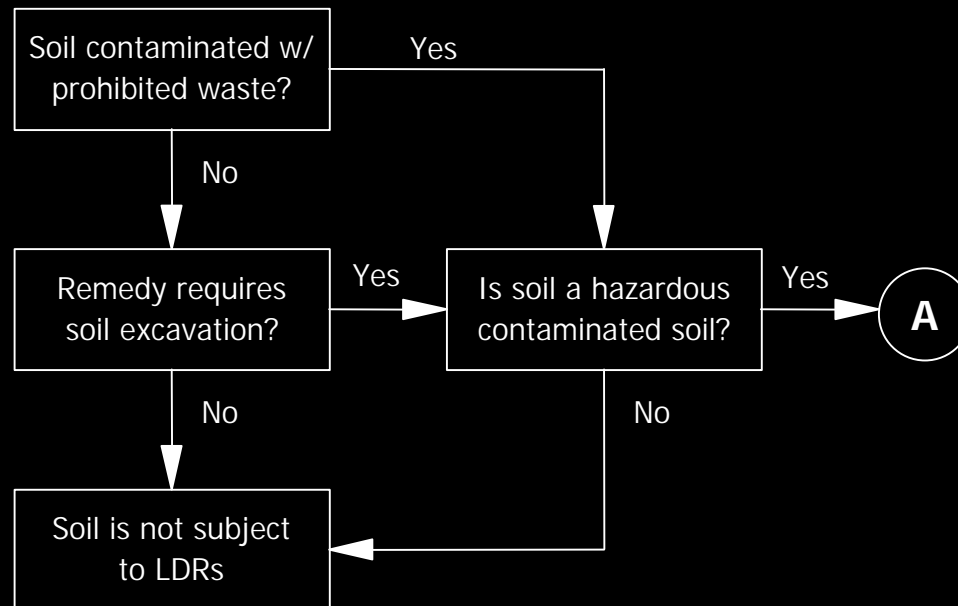 Soil contaminated w/
prohibited waste?
Yes
No
Remedy requires
soil excavation?
Yes
Is soil a hazardous
contaminated soil?
Yes
A
No
No
Soil is not subject
to LDRs